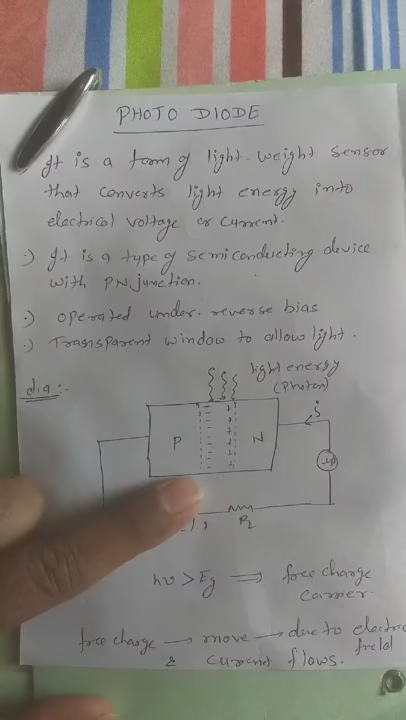 PHOTO DIODE
It is a form of light-weight sensor
that converts light energy into
electrical voltage or current.
·) It is a type of semiconducting device
with PN junction.
·) operated under reverse bias
·) Transparent window to allow light.
light energy
(Photon)
dia:-
i
P
N
RL
hν > Eg ⟹ free charge
carrier
free charge → move → due to electric
field
& current flows.